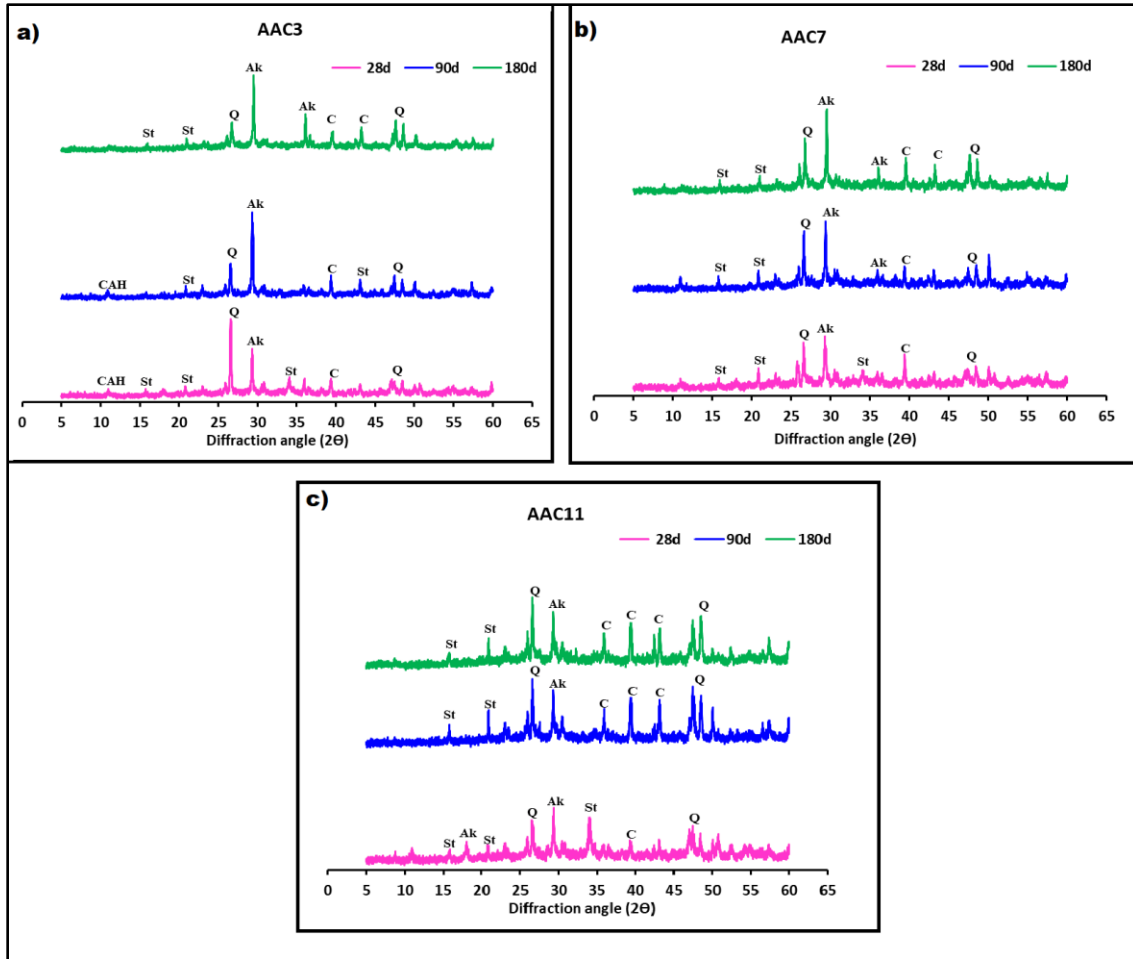 a)
AAC3
28d 90d 180d
Ak
Q Ak C C Q
St St
Ak
Q
CAH St C St Q
Q
Ak
CAH St St St C Q
0 5 10 15 20 25 30 35 40 45 50 55 60 65
Diffraction angle (2Θ)
b)
AAC7
28d 90d 180d
Ak
Q
St St Ak C C Q
Ak
Q
St St Ak C Q
Q Ak
St St St C Q
0 5 10 15 20 25 30 35 40 45 50 55 60 65
Diffraction angle (2Θ)
c)
AAC11
28d 90d 180d
Q
Ak
St St C C C Q
Q
Ak
St St C C C Q
Q Ak St
St Ak St C Q
0 5 10 15 20 25 30 35 40 45 50 55 60 65
Diffraction angle (2Θ)